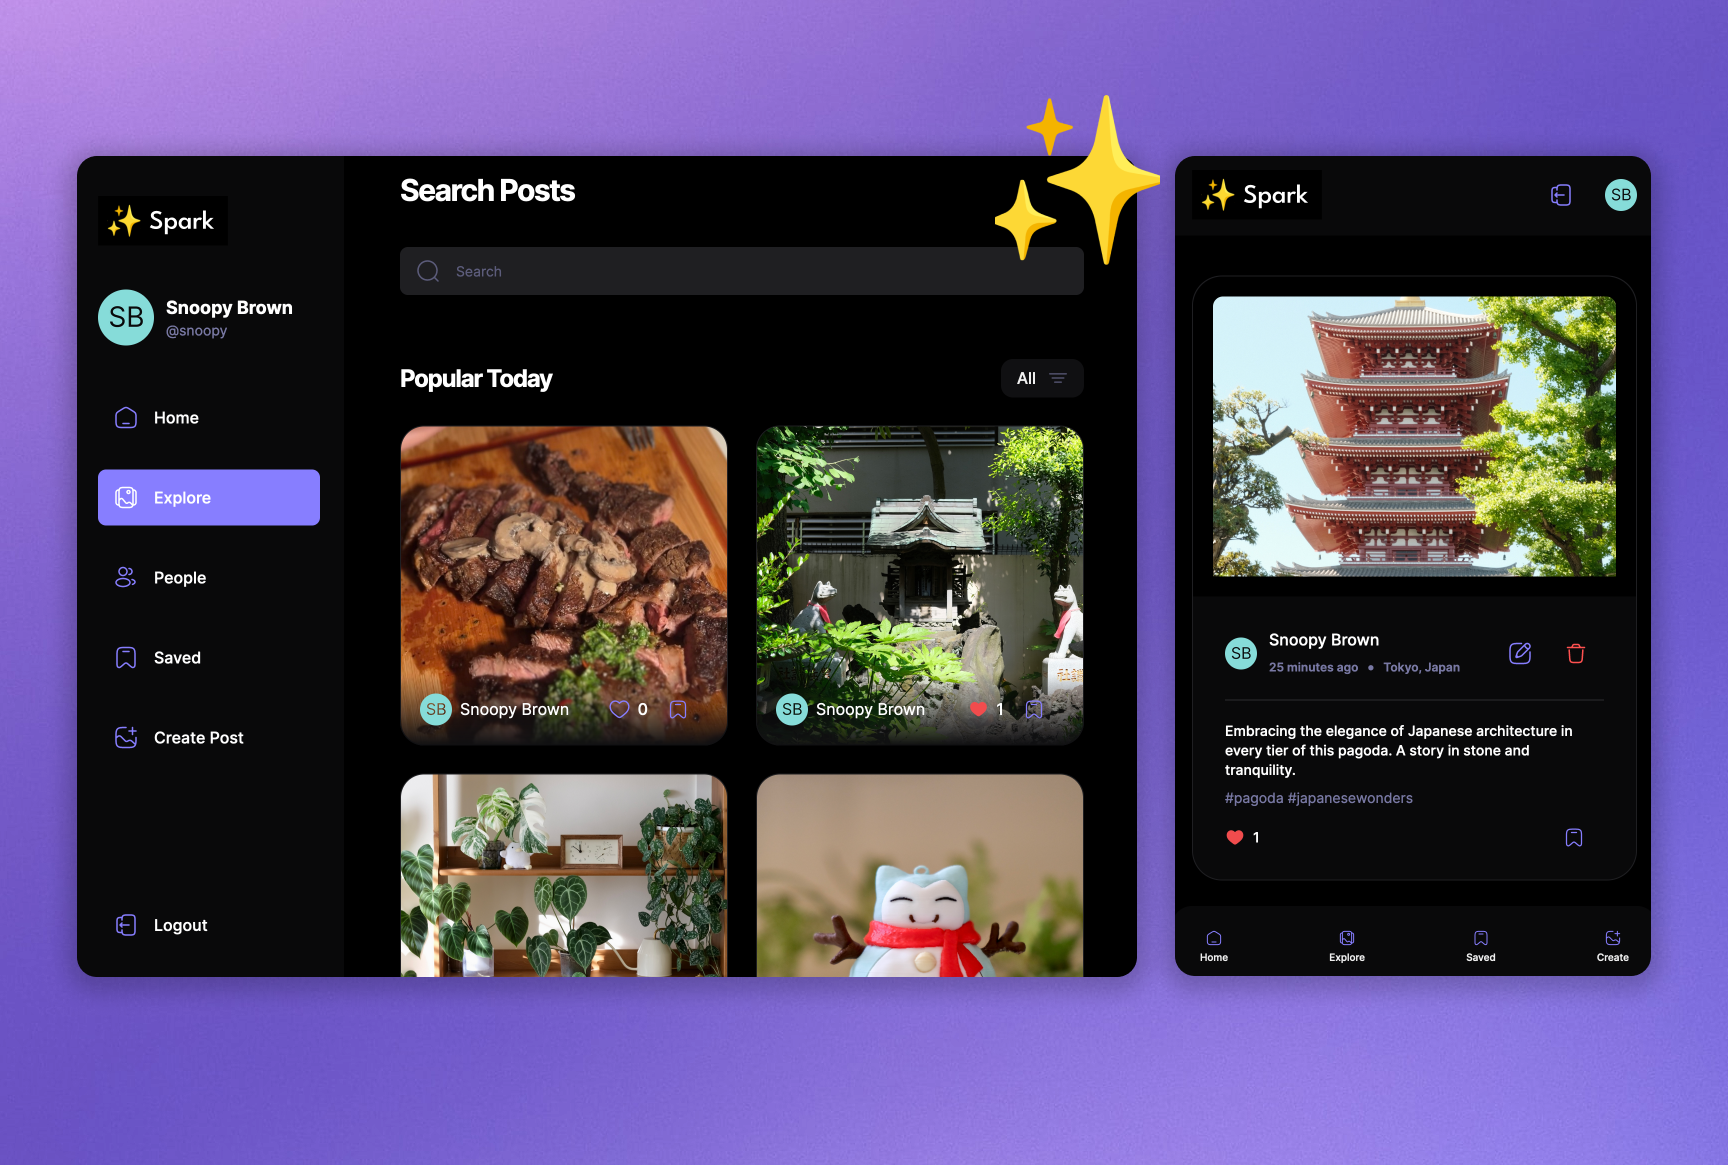 Spark
SB
Snoopy Brown
@snoopy
Home
Explore
People
Saved
Create Post
Logout
Search Posts
Search
Popular Today
All
SB Snoopy Brown 0
SB Snoopy Brown 1
Spark
SB
SB
Snoopy Brown
25 minutes ago • Tokyo, Japan
Embracing the elegance of Japanese architecture in
every tier of this pagoda. A story in stone and
tranquility.
#pagoda #japanesewonders
1
Home
Explore
Saved
Create